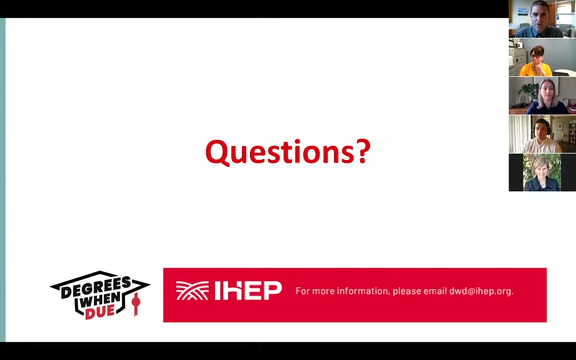 Questions?
DEGREES
WHEN
DUE
IHEP
For more information, please email dwd@ihep.org.